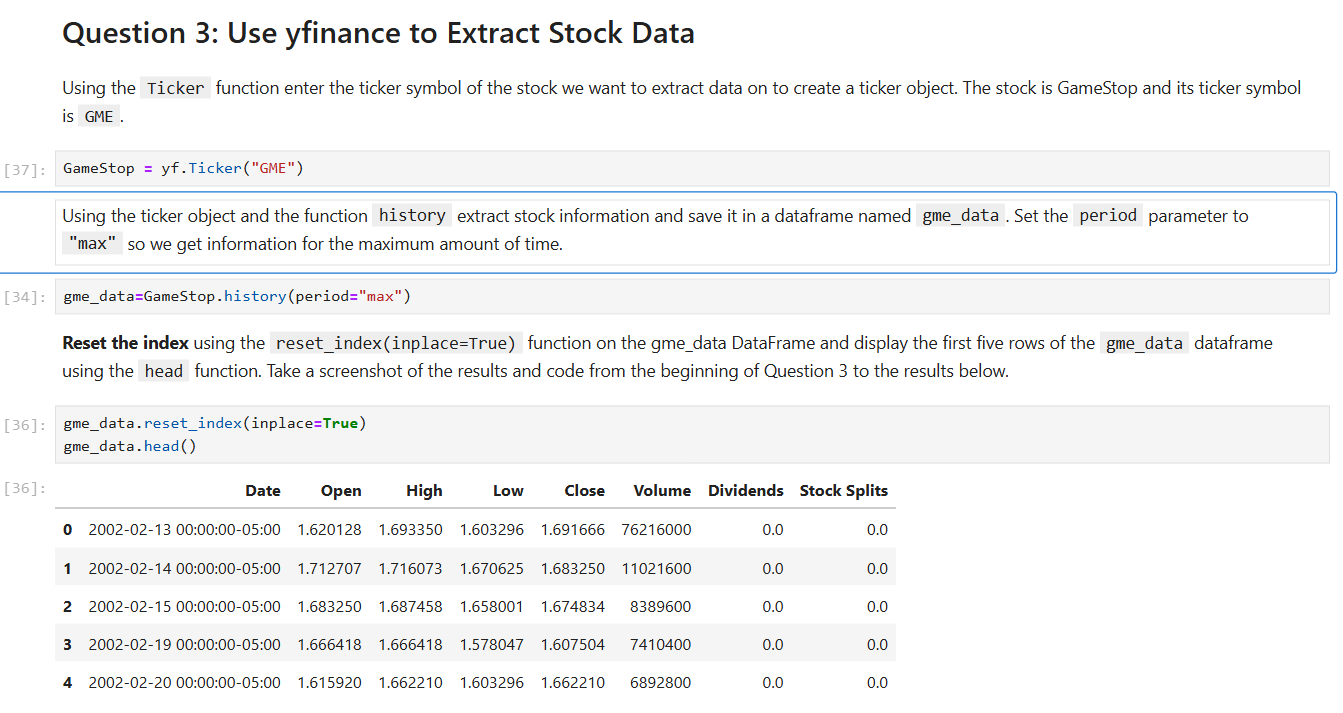 Question 3: Use yfinance to Extract Stock Data
Using the Ticker function enter the ticker symbol of the stock we want to extract data on to create a ticker object. The stock is GameStop and its ticker symbol
is GME .
[37]: GameStop = yf.Ticker("GME")
Using the ticker object and the function history extract stock information and save it in a dataframe named gme_data. Set the period parameter to
"max" so we get information for the maximum amount of time.
[34]: gme_data=GameStop.history(period="max")
Reset the index using the reset_index(inplace=True) function on the gme_data DataFrame and display the first five rows of the gme_data dataframe
using the head function. Take a screenshot of the results and code from the beginning of Question 3 to the results below.
[36]: gme_data.reset_index(inplace=True)
gme_data.head()
[36]: Date Open High Low Close Volume Dividends Stock Splits
0 2002-02-13 00:00:00-05:00 1.620128 1.693350 1.603296 1.691666 76216000 0.0 0.0
1 2002-02-14 00:00:00-05:00 1.712707 1.716073 1.670625 1.683250 11021600 0.0 0.0
2 2002-02-15 00:00:00-05:00 1.683250 1.687458 1.658001 1.674834 8389600 0.0 0.0
3 2002-02-19 00:00:00-05:00 1.666418 1.666418 1.578047 1.607504 7410400 0.0 0.0
4 2002-02-20 00:00:00-05:00 1.615920 1.662210 1.603296 1.662210 6892800 0.0 0.0